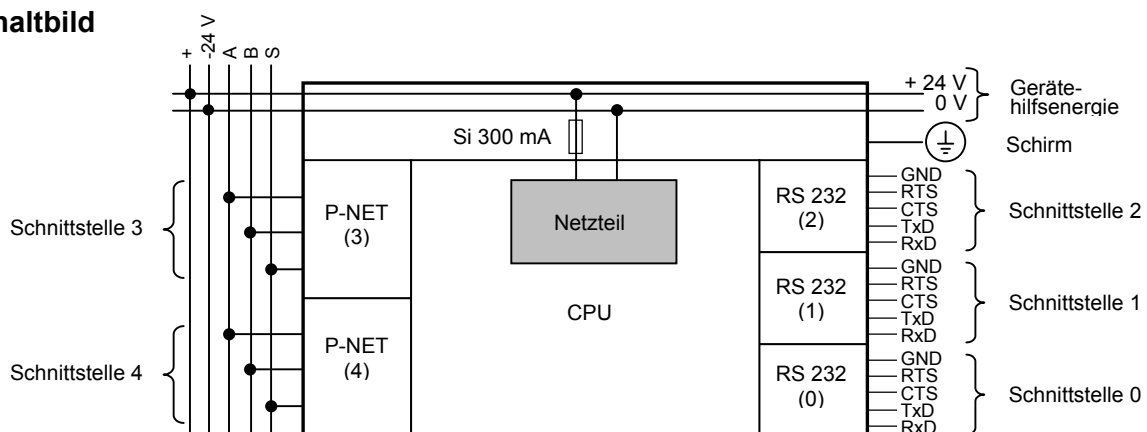 haltbild
+
-24 V
A
B
S
+ 24 V
0 V
Geräte-
hilfsenergie
Si 300 mA
Schirm
Schnittstelle 3
P-NET
(3)
Netzteil
RS 232
(2)
GND
RTS
CTS
TxD
RxD
Schnittstelle 2
CPU
RS 232
(1)
GND
RTS
CTS
TxD
RxD
Schnittstelle 1
Schnittstelle 4
P-NET
(4)
RS 232
(0)
GND
RTS
CTS
TxD
RxD
Schnittstelle 0